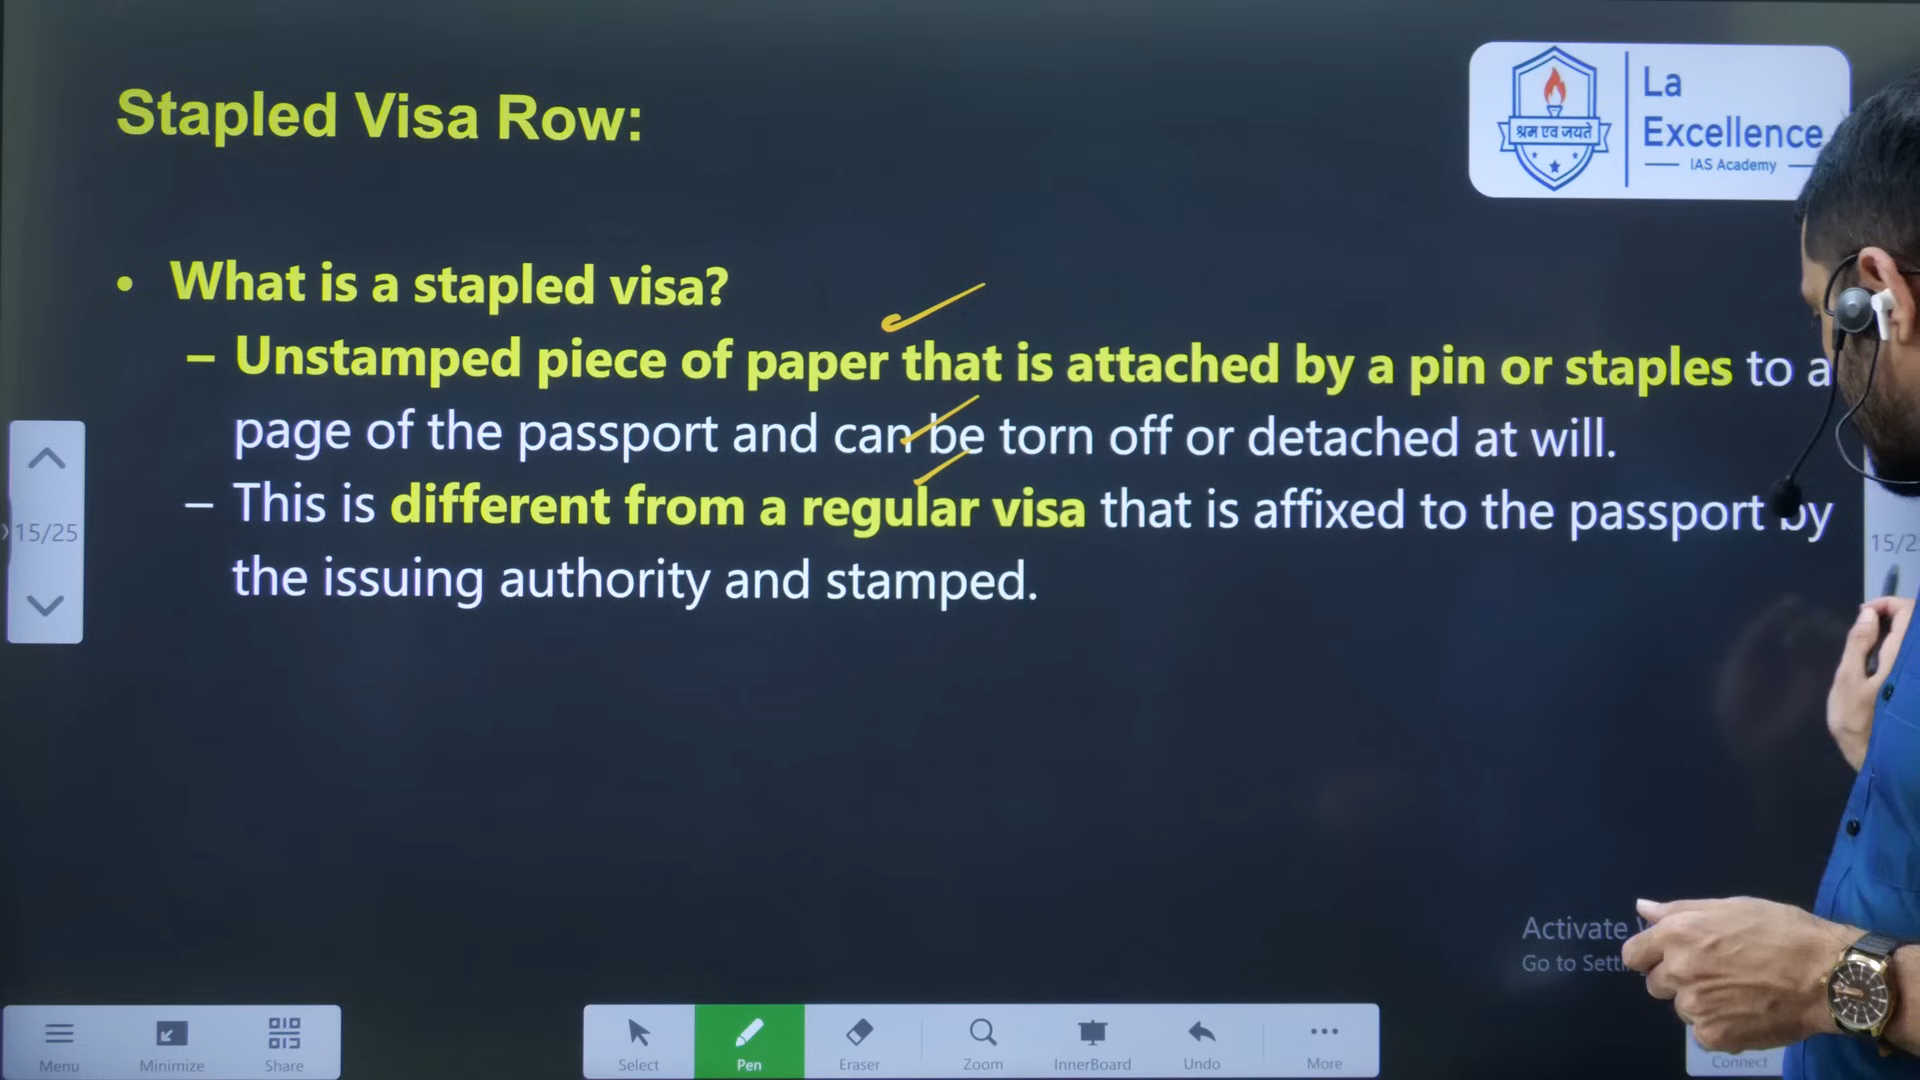 Stapled Visa Row:
La
Excellence
IAS Academy
श्रम एव जयते
• What is a stapled visa?
– Unstamped piece of paper that is attached by a pin or staples to a
page of the passport and can be torn off or detached at will.
– This is different from a regular visa that is affixed to the passport by
the issuing authority and stamped.
15/25
Activate
Go to
Menu
Minimize
Share
Select
Pen
Eraser
Zoom
InnerBoard
Undo
More
Connect